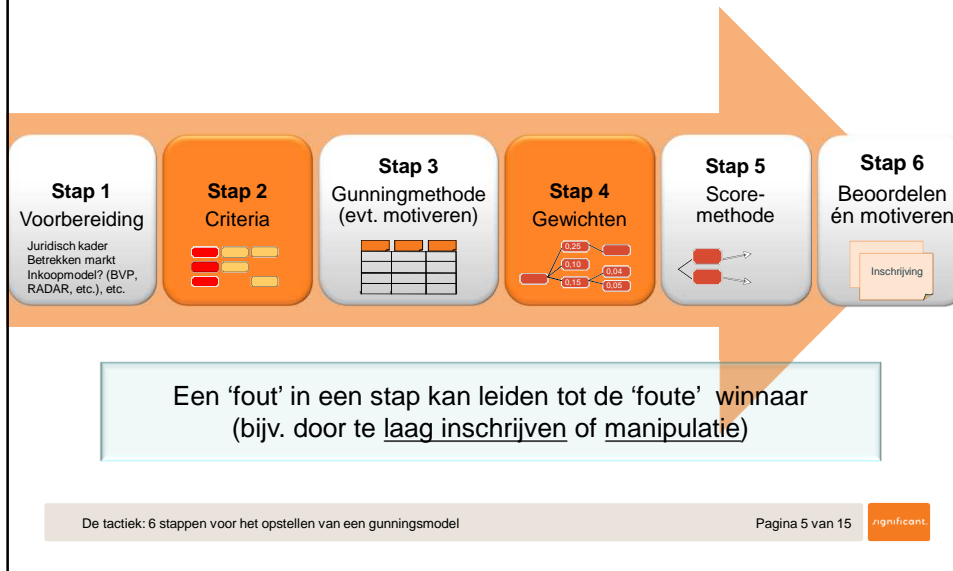 Stap 1
Voorbereiding
Juridisch kader
Betrekken markt
Inkoopmodel? (BVP,
RADAR, etc.), etc.
Stap 2
Criteria
Stap 3
Gunningmethode
(evt. motiveren)
Stap 4
Gewichten
0,25
0,10
0,04
0,15
0,05
Stap 5
Score-
methode
Stap 6
Beoordelen
én motiveren
Inschrijving
Een ‘fout’ in een stap kan leiden tot de ‘foute’ winnaar
(bijv. door te laag inschrijven of manipulatie)
De tactiek: 6 stappen voor het opstellen van een gunningsmodel
Pagina 5 van 15
significant.